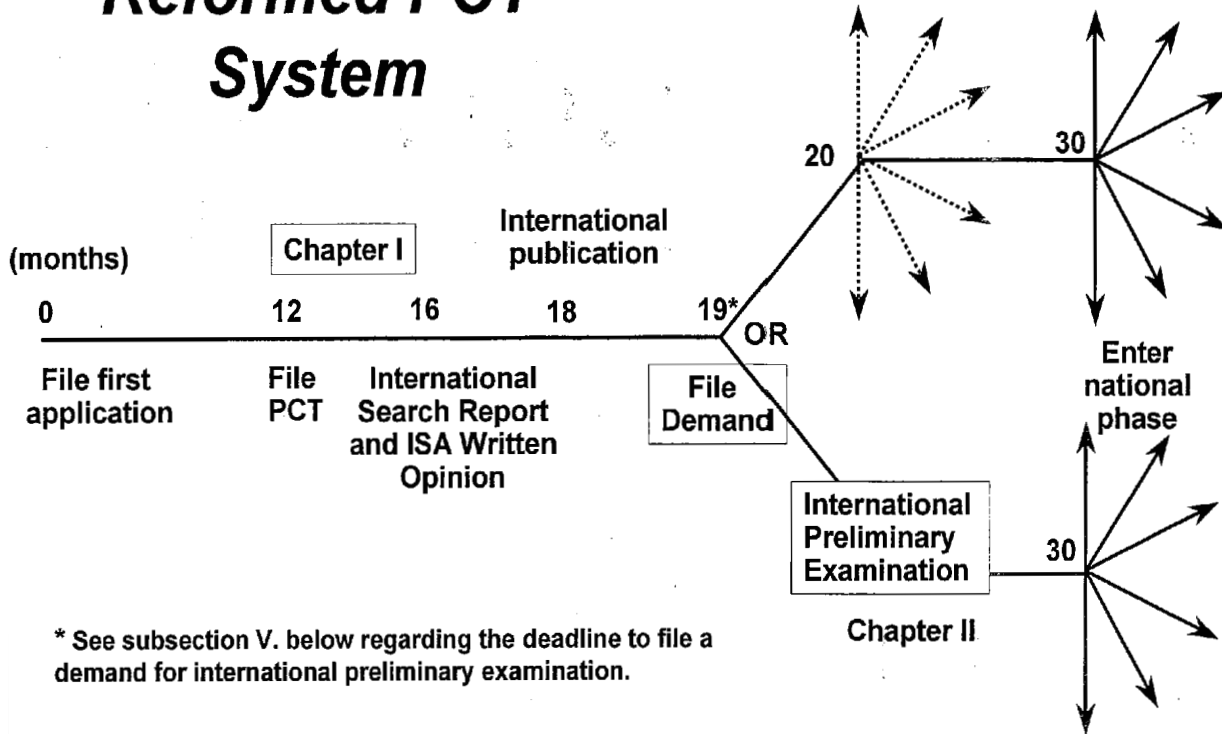 Reformed PCT
System
(months)
Chapter I
International
publication
0
12
16
18
19*
20
30
OR
File first
application
File
PCT
International
Search Report
and ISA Written
Opinion
File
Demand
Enter
national
phase
International
Preliminary
Examination
30
Chapter II
* See subsection V. below regarding the deadline to file a
demand for international preliminary examination.